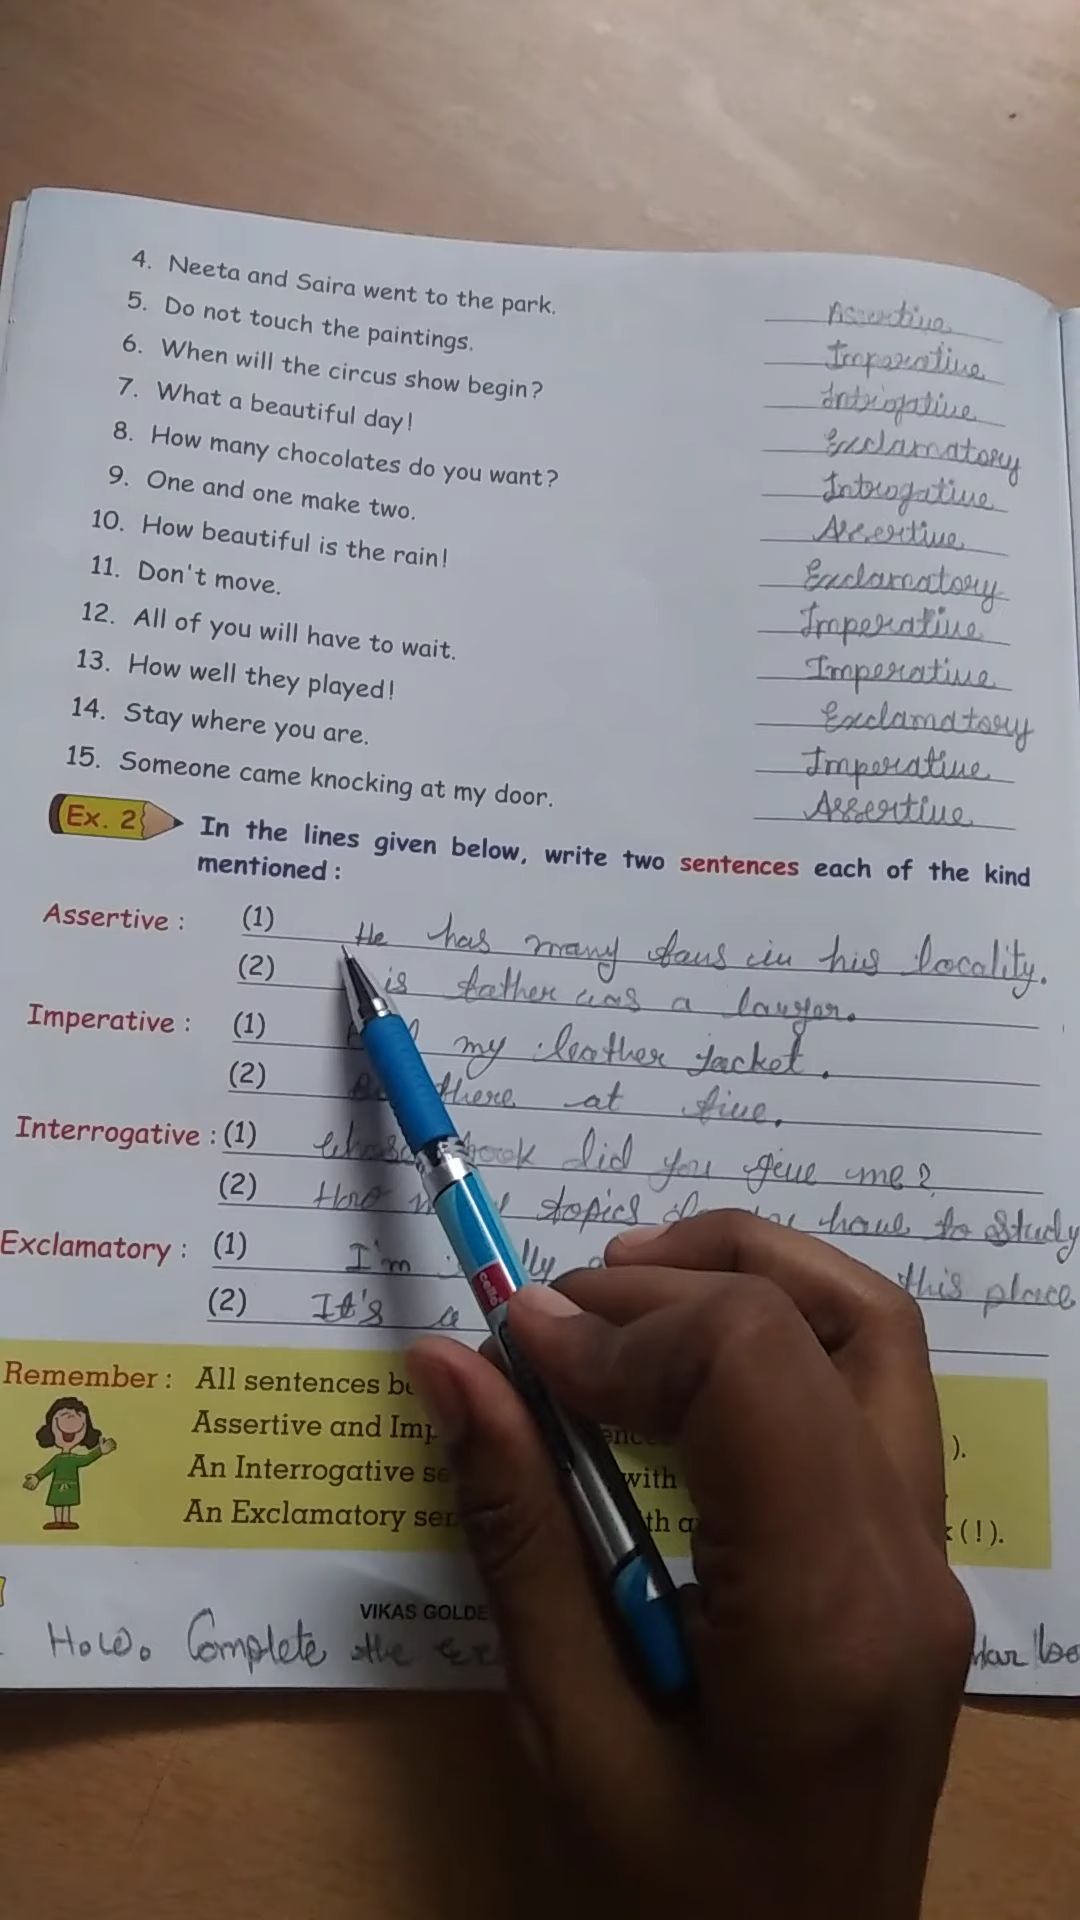 4. Neeta and Saira went to the park. Assertive
5. Do not touch the paintings. Imperative
6. When will the circus show begin? Introgative
7. What a beautiful day! Exclamatory
8. How many chocolates do you want? Introgative
9. One and one make two. Assertive
10. How beautiful is the rain! Exclamatory
11. Don't move. Imperative
12. All of you will have to wait. Imperative
13. How well they played! Exclamatory
14. Stay where you are. Imperative
15. Someone came knocking at my door. Assertive
Ex. 2 In the lines given below, write two sentences each of the kind
mentioned :
Assertive : (1) He has many fans in his locality.
(2) is father was a lawyer.
Imperative : (1) my leather jacket.
(2) there at five.
Interrogative : (1) book did you give me?
(2) topics have to study
Exclamatory : (1) I'm this place
(2) It's a
Remember : All sentences
Assertive and ).
An Interrogative with
An Exclamatory (!).
VIKAS
H.W. Complete the